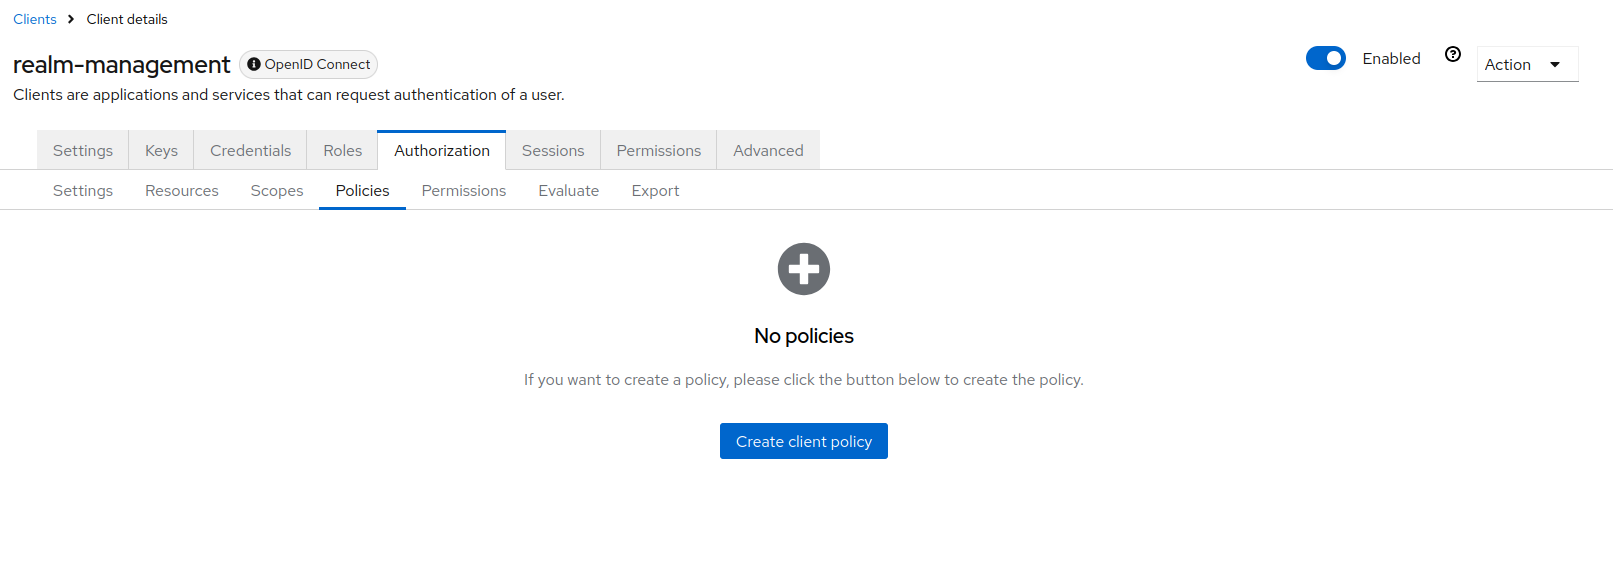 Clients > Client details
realm-management OpenID Connect Enabled Action
Clients are applications and services that can request authentication of a user.
Settings Keys Credentials Roles Authorization Sessions Permissions Advanced
Settings Resources Scopes Policies Permissions Evaluate Export
No policies
If you want to create a policy, please click the button below to create the policy.
Create client policy